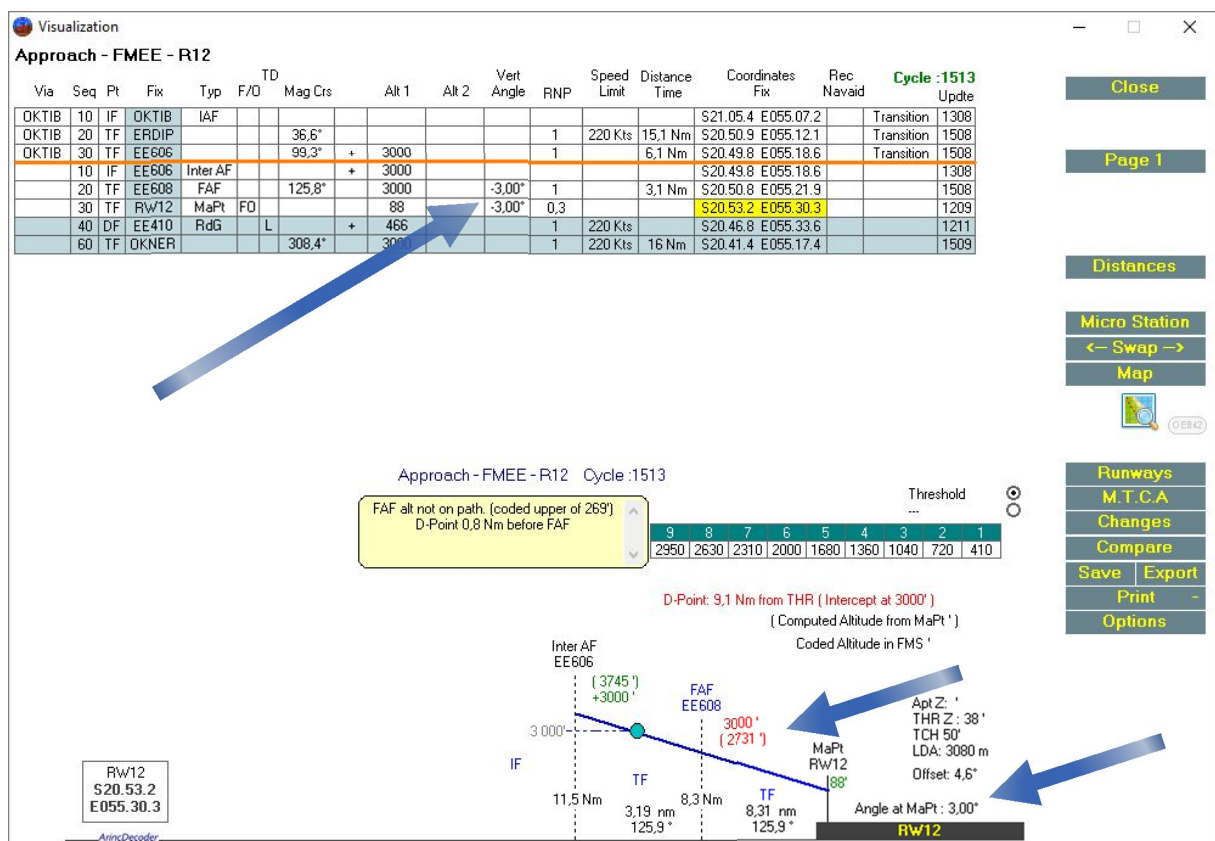 Visualization
Approach - FMEE - R12
Via Seq Pt Fix Typ F/O TD Mag Crs Alt 1 Alt 2 Vert Angle RNP Speed Limit Distance Time Coordinates Fix Rec Navaid Cycle :1513 Updte
OKTIB 10 IF OKTIB IAF S21.05.4 E055.07.2 Transition 1308
OKTIB 20 TF ERDIP 36,6° 1 220 Kts 15,1 Nm S20.50.9 E055.12.1 Transition 1508
OKTIB 30 TF EE606 99,3° + 3000 1 6,1 Nm S20.49.8 E055.18.6 Transition 1508
10 IF EE606 Inter AF + 3000 S20.49.8 E055.18.6 1308
20 TF EE608 FAF 125,8° 3000 -3,00° 1 3,1 Nm S20.50.8 E055.21.9 1508
30 TF RW12 MaPt FO 88 -3,00° 0,3 S20.53.2 E055.30.3 1209
40 DF EE410 RdG L + 466 1 220 Kts S20.46.8 E055.33.6 1211
60 TF OKNER 308,4° 3000 1 220 Kts 16 Nm S20.41.4 E055.17.4 1509
Close
Page 1
Distances
Micro Station
<-- Swap -->
Map
OEB42
Runways
M.T.C.A
Changes
Compare
Save Export
Print -
Options
Approach - FMEE - R12 Cycle :1513
FAF alt not on path. (coded upper of 269')
D-Point 0,8 Nm before FAF
Threshold
---
9 8 7 6 5 4 3 2 1
2950 2630 2310 2000 1680 1360 1040 720 410
D-Point: 9,1 Nm from THR ( Intercept at 3000' )
( Computed Altitude from MaPt ' )
Coded Altitude in FMS '
Inter AF
EE606
( 3745 ')
+3000 '
FAF
EE608
3000 '
( 2731 ')
3 000'
MaPt
RW12
88'
Apt Z: '
THR Z : 38 '
TCH 50'
LDA: 3080 m
Offset: 4,6°
Angle at MaPt : 3,00°
IF
TF
TF
11,5 Nm
3,19 nm
125,9 °
8,3 Nm
8,31 nm
125,9 °
RW12
RW12
S20.53.2
E055.30.3
ArincDecoder